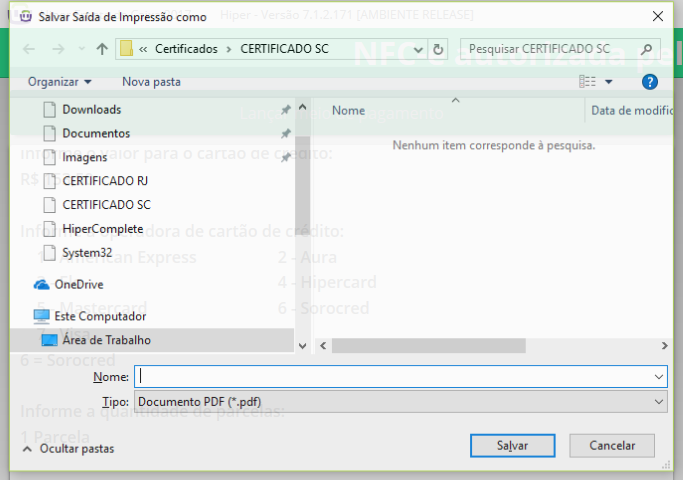 Salvar Saída de Impressão como
Hiper - Versão 7.1.2.171 [AMBIENTE RELEASE]
« Certificados > CERTIFICADO SC
Pesquisar CERTIFICADO SC
NFC-e autorizada pel
Organizar
Nova pasta
?
Downloads
Documentos
Imagens
CERTIFICADO RJ
CERTIFICADO SC
HiperComplete
System32
OneDrive
Este Computador
Área de Trabalho
Nome
Data de modific
Nenhum item corresponde à pesquisa.
Informe o valor para o cartão de crédito:
R$
Informe a operadora de cartão de crédito:
1 - American Express
2 - Aura
4 - Hipercard
5 - Mastercard
6 - Sorocred
7 - Visa
6 = Sorocred
Nome:
Tipo: Documento PDF (*.pdf)
Informe a quantidade de parcelas:
1 Parcela
Ocultar pastas
Salvar
Cancelar